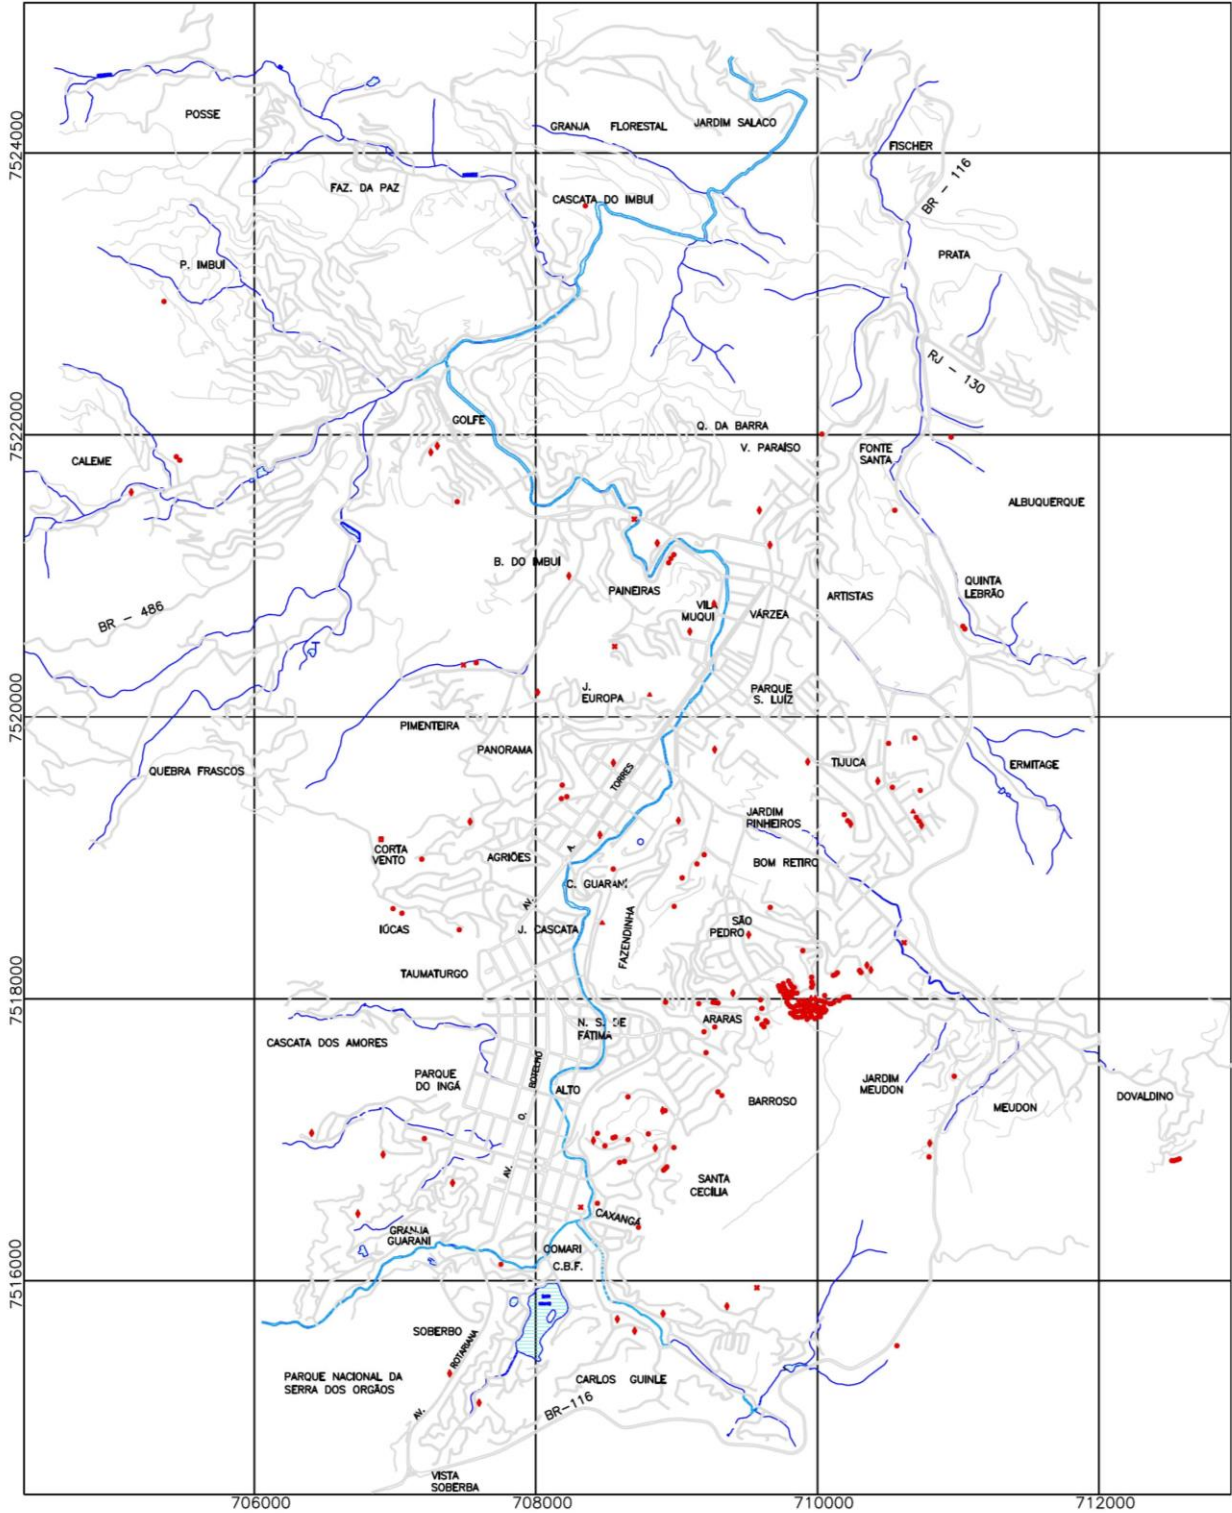 POSSE
GRANJA FLORESTAL
JARDIM SALACO
7524000
FISCHER
FAZ. DA PAZ
CASCATA DO IMBUÍ
BR - 116
P. IMBUÍ
PRATA
RJ - 130
GOLFE
Q. DA BARRA
7522000
V. PARAÍSO
FONTE
SANTA
CALEME
ALBUQUERQUE
B. DO IMBUÍ
PAINEIRAS
ARTISTAS
QUINTA
LEBRÃO
VILA
MUQUI
VÁRZEA
BR - 486
J.
EUROPA
PARQUE
S. LUÍZ
7520000
PIMENTEIRA
PANORAMA
QUEBRA FRASCOS
TORRES
TIJUCA
ERMITAGE
JARDIM
PINHEIROS
CORTA
VENTO
AGRIÕES
A.
BOM RETIRO
C. GUARANÍ
AV.
IÚCAS
J. CASCATA
FAZENDINHA
SÃO
PEDRO
TAUMATURGO
7518000
N. S. DE
FÁTIMA
ARARAS
CASCATA DOS AMORES
PARQUE
DO INGÁ
BOTELHO
ALTO
O.
AV.
BARROSO
JARDIM
MEUDON
MEUDON
DOVALDINO
SANTA
CECÍLIA
CAXANGÁ
GRANJA
GUARANI
COMARI
C.B.F.
7516000
SOBERBO
ROTARIANA
AV.
PARQUE NACIONAL DA
SERRA DOS ORGÃOS
CARLOS GUINLE
BR-116
VISTA
SOBERBA
706000
708000
710000
712000